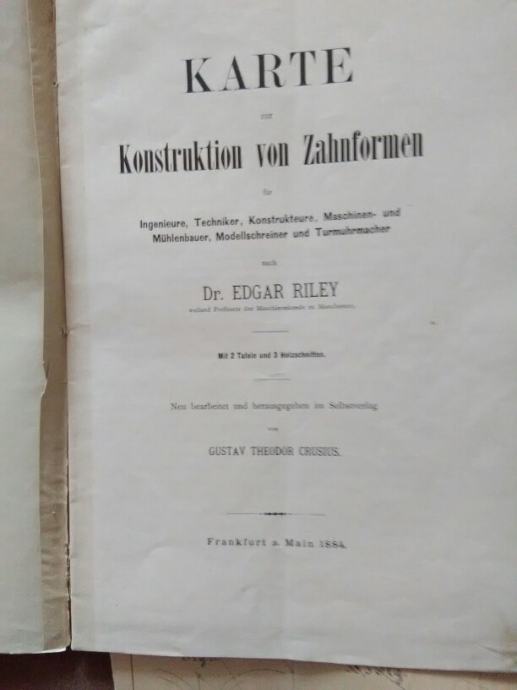 KARTE
zur
Konstruktion von Zahnformen
für
Ingenieure, Techniker, Konstrukteure, Maschinen- und
Mühlenbauer, Modellschreiner und Turmuhrmacher
nach
Dr. EDGAR RILEY
weiland Professor der Maschinenkunde in Manchester.
Mit 2 Tafeln und 3 Holzschnitten.
Neu bearbeitet und herausgegeben im Selbstverlag
von
GUSTAV THEODOR CRUSIUS.
Frankfurt a. Main 1884.